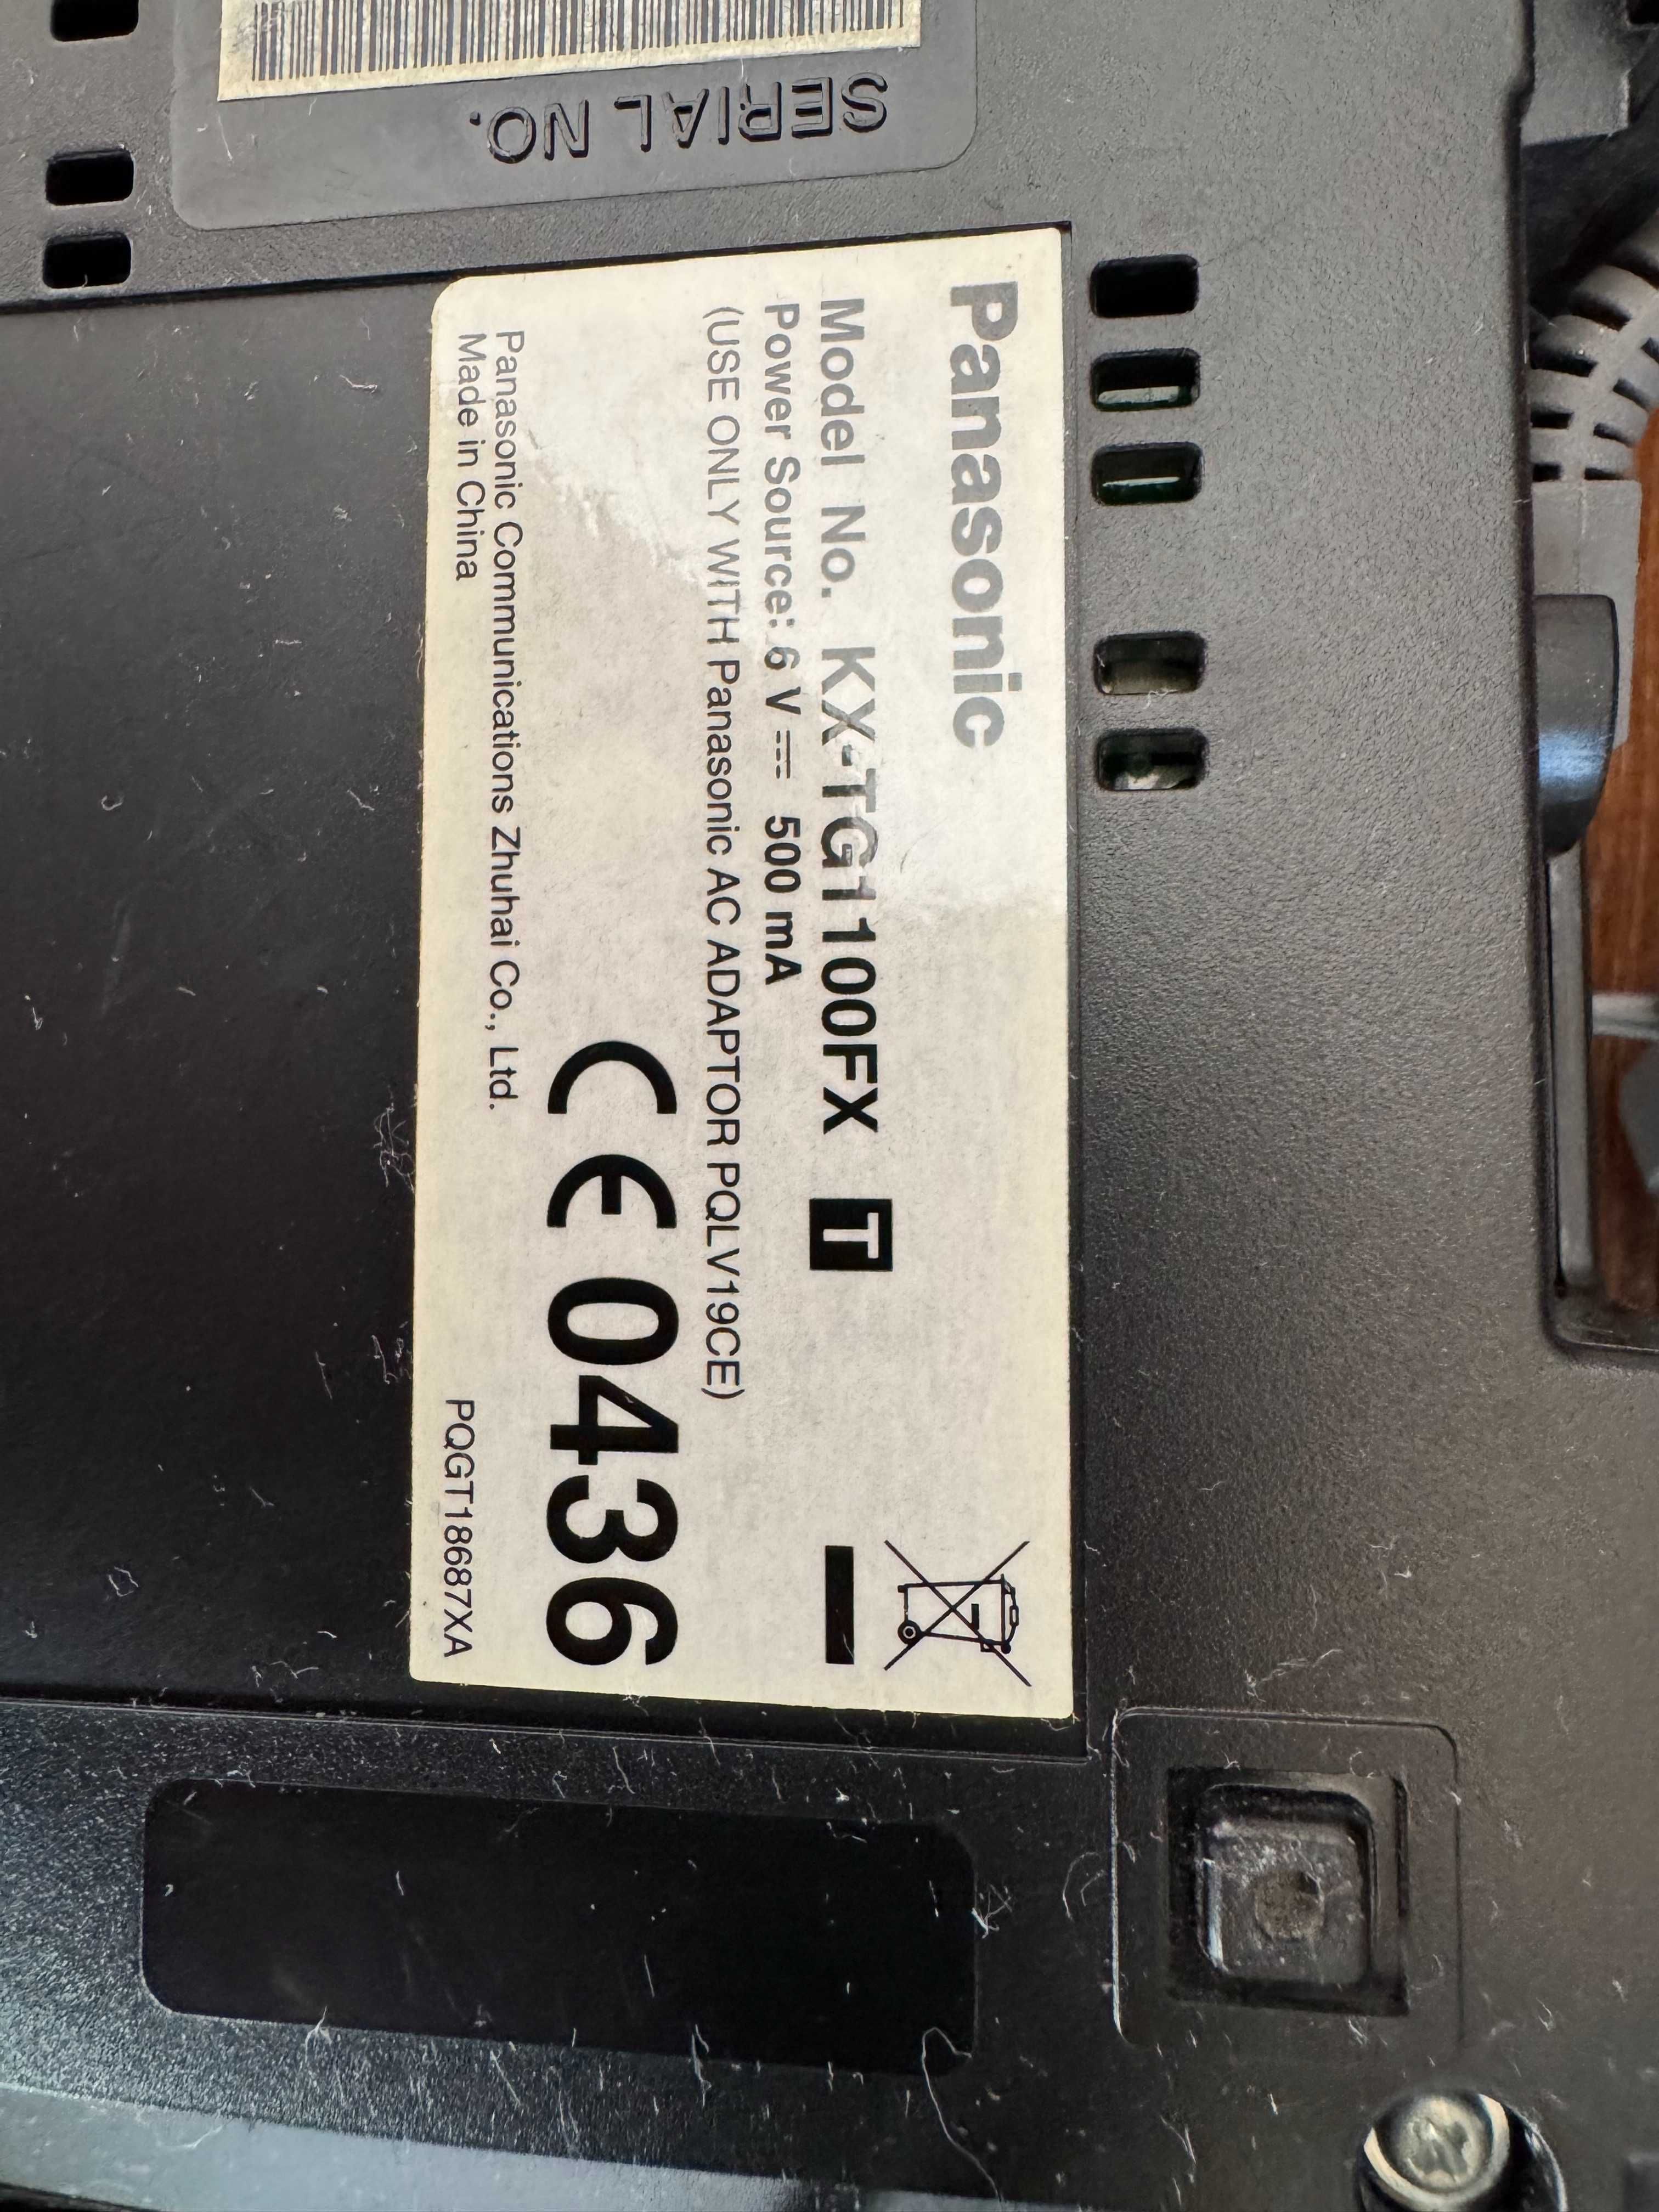 SERIAL NO.
Panasonic
Model No. KX-TG1100FX T
Power Source: 6 V ⎓ 500 mA
(USE ONLY WITH Panasonic AC ADAPTOR PQLV19CE)
CE 0436
Panasonic Communications Zhuhai Co., Ltd.
Made in China
PQGT18687XA